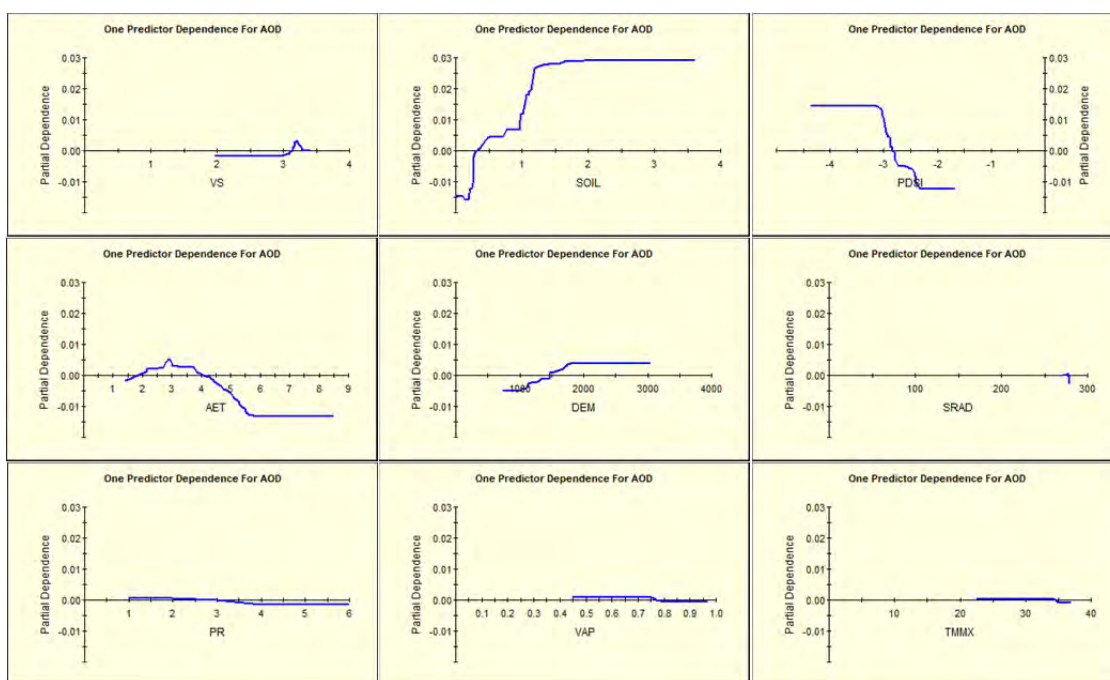 One Predictor Dependence For AOD
Partial Dependence
0.03
0.02
0.01
0.00
-0.01
1 2 3 4
VS
One Predictor Dependence For AOD
Partial Dependence
0.03
0.02
0.01
0.00
-0.01
1 2 3 4
SOIL
One Predictor Dependence For AOD
0.03
0.02
0.01
0.00
-0.01
Partial Dependence
-4 -3 -2 -1
PDSI
One Predictor Dependence For AOD
Partial Dependence
0.03
0.02
0.01
0.00
-0.01
1 2 3 4 5 6 7 8 9
AET
One Predictor Dependence For AOD
Partial Dependence
0.03
0.02
0.01
0.00
-0.01
1000 2000 3000 4000
DEM
One Predictor Dependence For AOD
Partial Dependence
0.03
0.02
0.01
0.00
-0.01
100 200 300
SRAD
One Predictor Dependence For AOD
Partial Dependence
0.03
0.02
0.01
0.00
-0.01
1 2 3 4 5 6
PR
One Predictor Dependence For AOD
Partial Dependence
0.03
0.02
0.01
0.00
-0.01
0.1 0.2 0.3 0.4 0.5 0.6 0.7 0.8 0.9 1.0
VAP
One Predictor Dependence For AOD
Partial Dependence
0.03
0.02
0.01
0.00
-0.01
10 20 30 40
TMMX